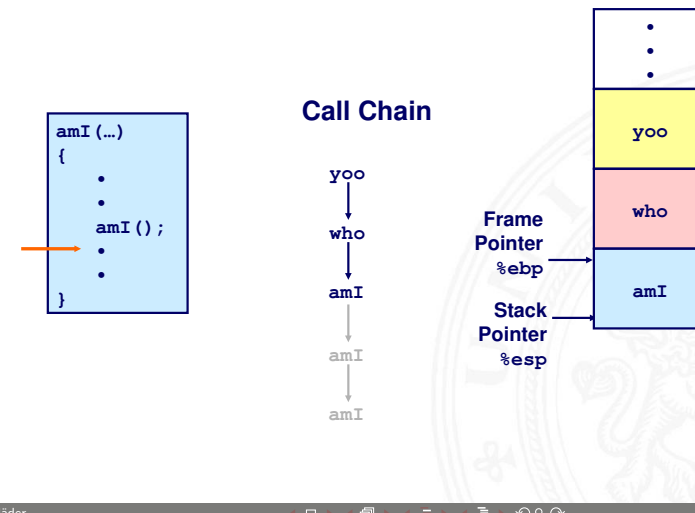 amI(…)
{
•
•
amI();
•
•
}
Call Chain
yoo
who
amI
amI
amI
Frame
Pointer
%ebp
Stack
Pointer
%esp
•
•
•
yoo
who
amI